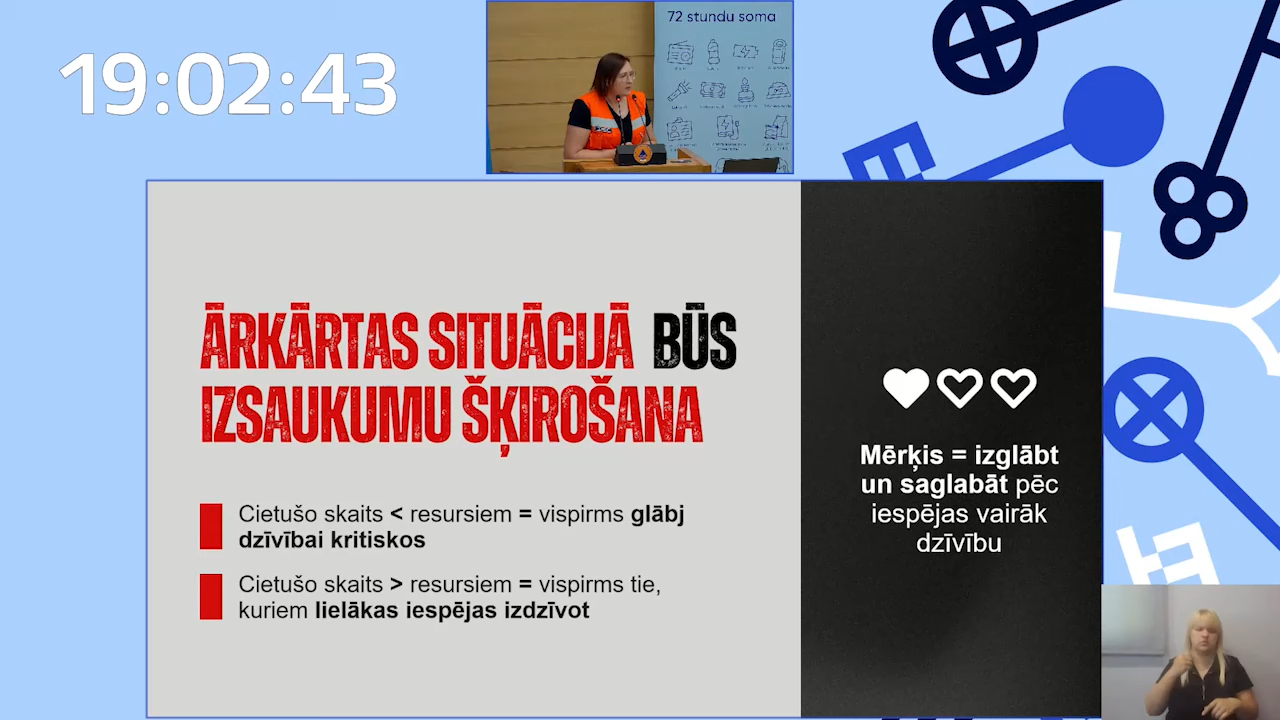 19:02:43
72 stundu soma
ĀRKĀRTAS SITUĀCIJĀ BŪS
IZSAUKUMU ŠĶIROŠANA
Cietušo skaits < resursiem = vispirms glābj
dzīvībai kritiskos
Cietušo skaits > resursiem = vispirms tie,
kuriem lielākas iespējas izdzīvot
Mērķis = izglābt
un saglabāt pēc
iespējas vairāk
dzīvību